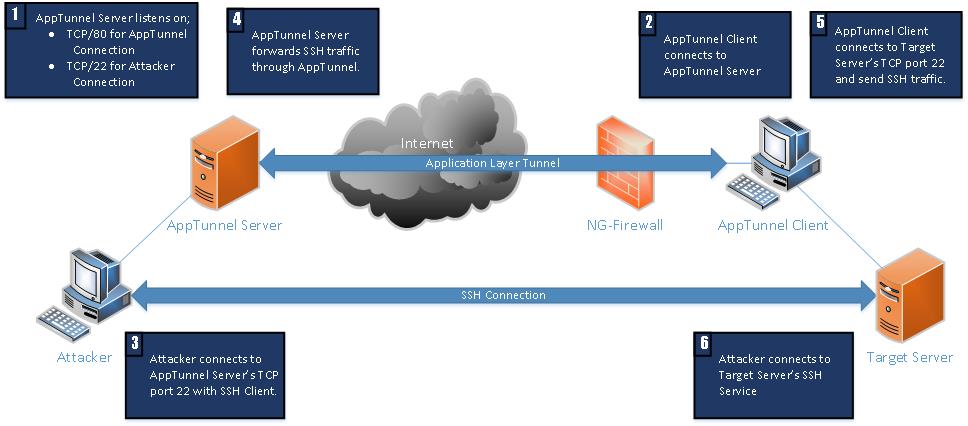 1
AppTunnel Server listens on;
● TCP/80 for AppTunnel
Connection
● TCP/22 for Attacker
Connection
4
AppTunnel Server
forwards SSH traffic
through AppTunnel.
2
AppTunnel Client
connects to
AppTunnel Server
5
AppTunnel Client
connects to Target
Server's TCP port 22
and send SSH traffic.
Internet
Application Layer Tunnel
AppTunnel Server
NG-Firewall
AppTunnel Client
SSH Connection
Attacker
Target Server
3
Attacker connects to
AppTunnel Server's TCP
port 22 with SSH Client.
6
Attacker connects to
Target Server's SSH
Service